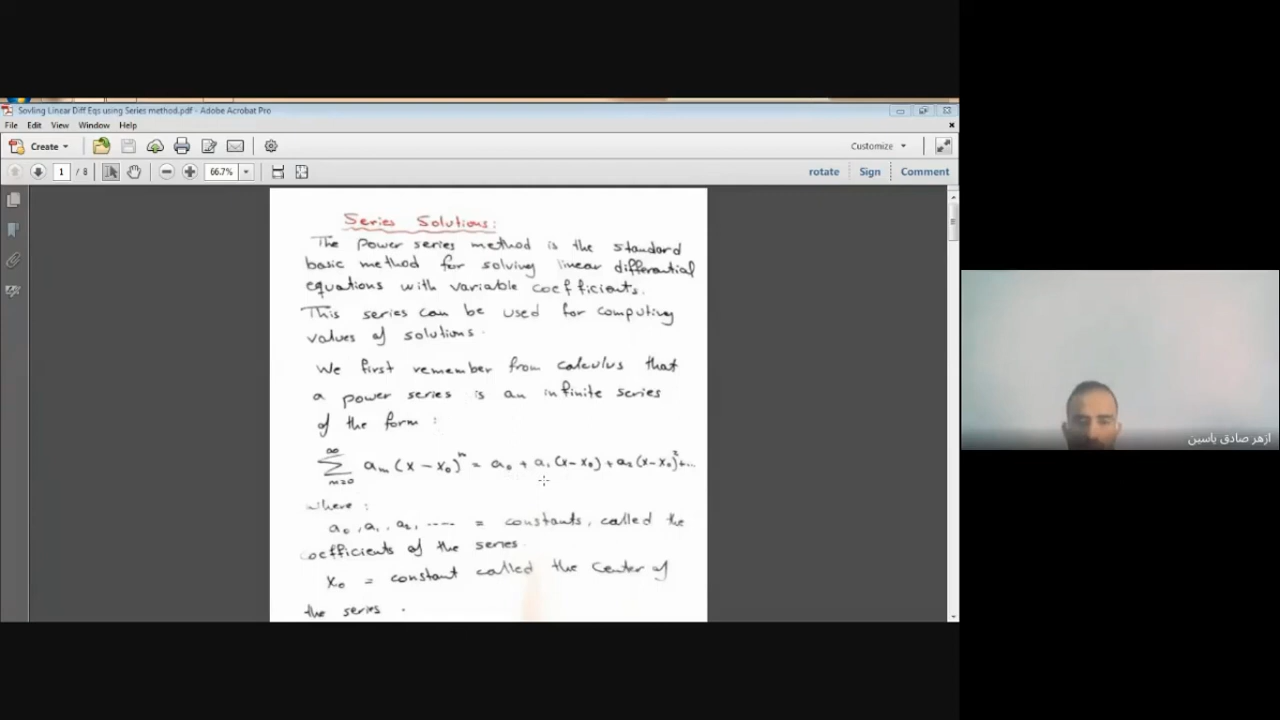 Sovling Linear Diff Eqs using Series method.pdf - Adobe Acrobat Pro
File Edit View Window Help
Create
Customize
1 / 8
66.7%
rotate Sign Comment
Series Solutions:
The power series method is the standard
basic method for solving linear differential
equations with variable coefficients.
This series can be used for computing
values of solutions.
We first remember from calculus that
a power series is an infinite series
of the form :
∞
∑ aₘ (x - x₀)ᵐ = a₀ + a₁ (x - x₀) + a₂ (x - x₀)² + ...
m=0
where :
a₀, a₁, a₂, ---- = constants, called the
coefficients of the series.
x₀ = constant called the center of
the series .
ازهر صادق ياسين